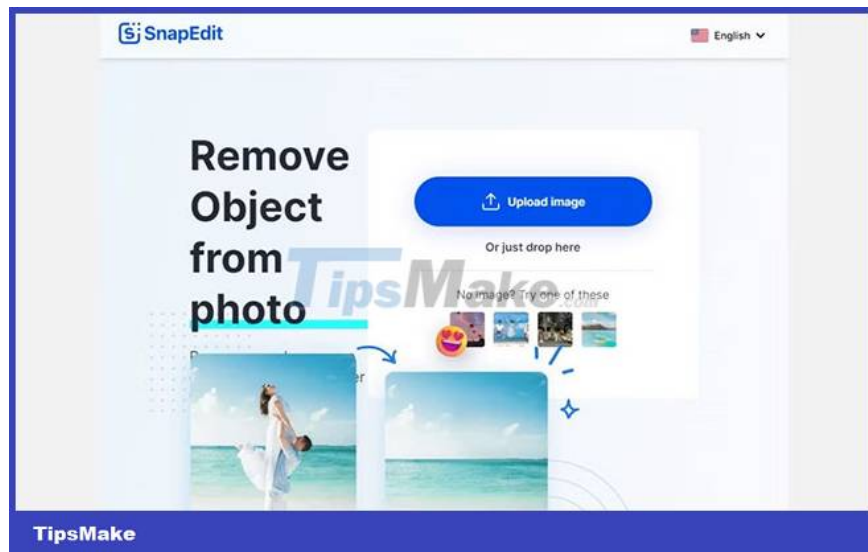 SnapEdit
English
Remove
Object
from
photo
Upload image
Or just drop here
No image? Try one of these
TipsMake.com
TipsMake